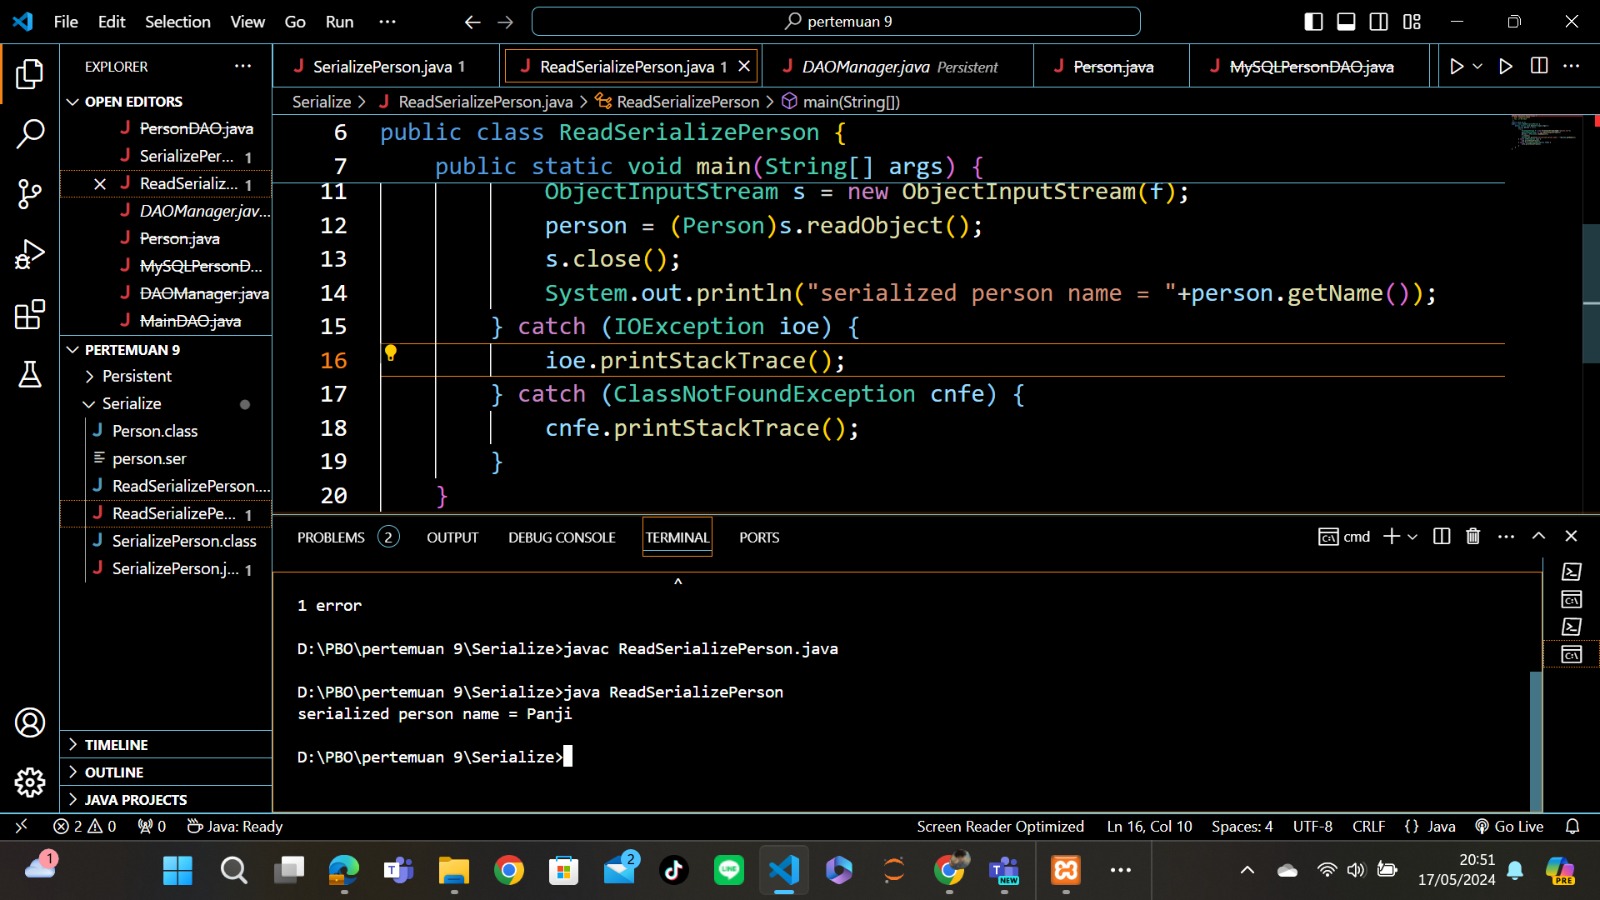 File Edit Selection View Go Run ··· pertemuan 9
EXPLORER ···
OPEN EDITORS
PersonDAO.java
SerializePer... 1
ReadSerializ... 1
DAOManager.jav...
Person.java
MySQLPersonD...
DAOManager.java
MainDAO.java
PERTEMUAN 9
Persistent
Serialize
Person.class
person.ser
ReadSerializePerson....
ReadSerializePe... 1
SerializePerson.class
SerializePerson.j... 1
TIMELINE
OUTLINE
JAVA PROJECTS
SerializePerson.java 1 ReadSerializePerson.java 1 DAOManager.java Persistent Person.java MySQLPersonDAO.java
Serialize > ReadSerializePerson.java > ReadSerializePerson > main(String[])
6 public class ReadSerializePerson {
7 public static void main(String[] args) {
11 ObjectInputStream s = new ObjectInputStream(f);
12 person = (Person)s.readObject();
13 s.close();
14 System.out.println("serialized person name = "+person.getName());
15 } catch (IOException ioe) {
16 ioe.printStackTrace();
17 } catch (ClassNotFoundException cnfe) {
18 cnfe.printStackTrace();
19 }
20 }
PROBLEMS 2 OUTPUT DEBUG CONSOLE TERMINAL PORTS cmd
^
1 error
D:\PBO\pertemuan 9\Serialize>javac ReadSerializePerson.java
D:\PBO\pertemuan 9\Serialize>java ReadSerializePerson
serialized person name = Panji
D:\PBO\pertemuan 9\Serialize>
2 0 0 Java: Ready Screen Reader Optimized Ln 16, Col 10 Spaces: 4 UTF-8 CRLF {} Java Go Live
1 2 NEW 20:51 PRE
17/05/2024